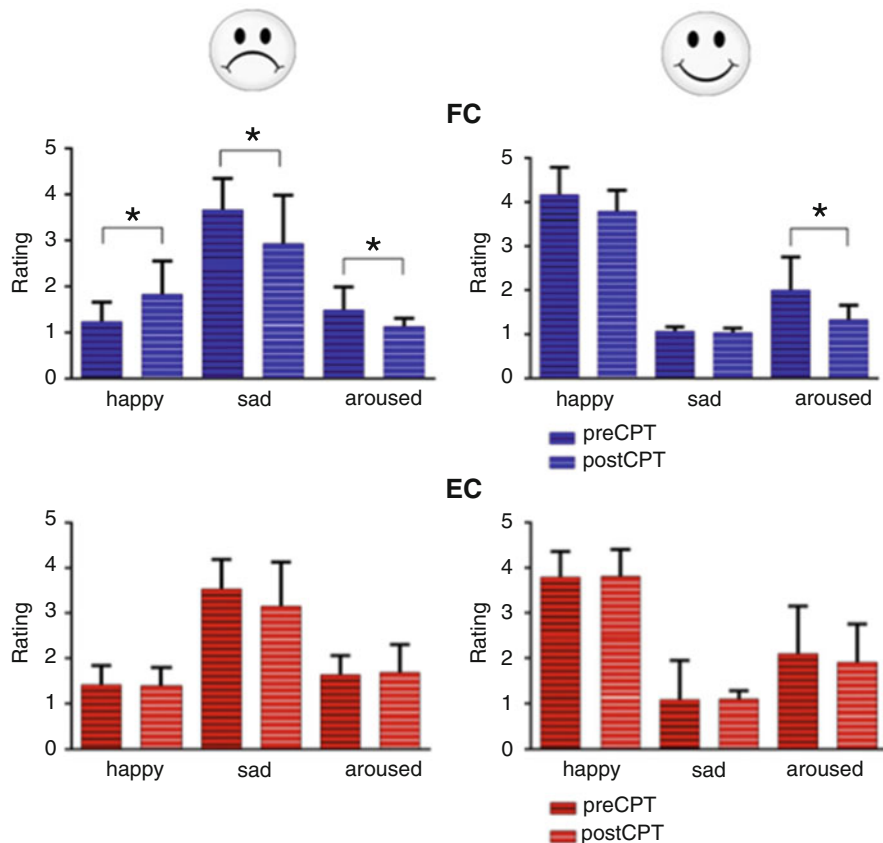 FC
*
*
*
5
4
3
2
1
0
Rating
happy sad aroused
*
5
4
3
2
1
0
Rating
happy sad aroused
preCPT
postCPT
EC
5
4
3
2
1
0
Rating
happy sad aroused
5
4
3
2
1
0
Rating
happy sad aroused
preCPT
postCPT